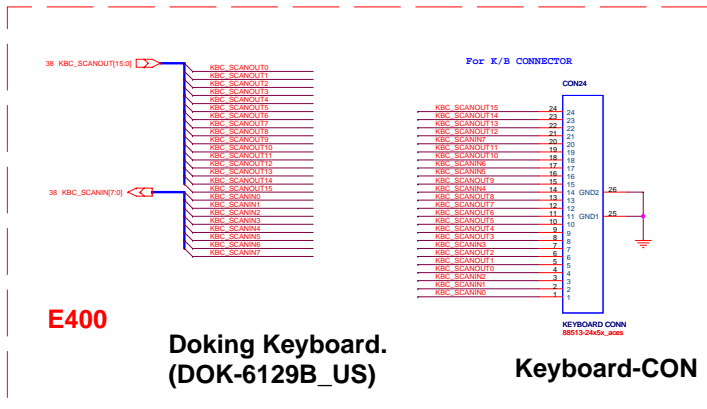 38 KBC_SCANOUT[15:0]
KBC_SCANOUT0
KBC_SCANOUT1
KBC_SCANOUT2
KBC_SCANOUT3
KBC_SCANOUT4
KBC_SCANOUT5
KBC_SCANOUT6
KBC_SCANOUT7
KBC_SCANOUT8
KBC_SCANOUT9
KBC_SCANOUT10
KBC_SCANOUT11
KBC_SCANOUT12
KBC_SCANOUT13
KBC_SCANOUT14
KBC_SCANOUT15
38 KBC_SCANIN[7:0]
KBC_SCANIN0
KBC_SCANIN1
KBC_SCANIN2
KBC_SCANIN3
KBC_SCANIN4
KBC_SCANIN5
KBC_SCANIN6
KBC_SCANIN7
E400
Doking Keyboard.
(DOK-6129B_US)
For K/B CONNECTOR
CON24
KBC_SCANOUT15 24 24
KBC_SCANOUT14 23 23
KBC_SCANOUT13 22 22
KBC_SCANOUT12 21 21
KBC_SCANIN7 20 20
KBC_SCANOUT11 19 19
KBC_SCANOUT10 18 18
KBC_SCANIN6 17 17
KBC_SCANIN5 16 16
KBC_SCANOUT9 15 15
KBC_SCANIN4 14 14 GND2 26
KBC_SCANOUT8 13 13
KBC_SCANOUT7 12 12
KBC_SCANOUT6 11 11 GND1 25
KBC_SCANOUT5 10 10
KBC_SCANOUT4 9 9
KBC_SCANOUT3 8 8
KBC_SCANIN3 7 7
KBC_SCANOUT2 6 6
KBC_SCANOUT1 5 5
KBC_SCANOUT0 4 4
KBC_SCANIN2 3 3
KBC_SCANIN1 2 2
KBC_SCANIN0 1 1
KEYBOARD CONN
88513-24x5x_aces
Keyboard-CON